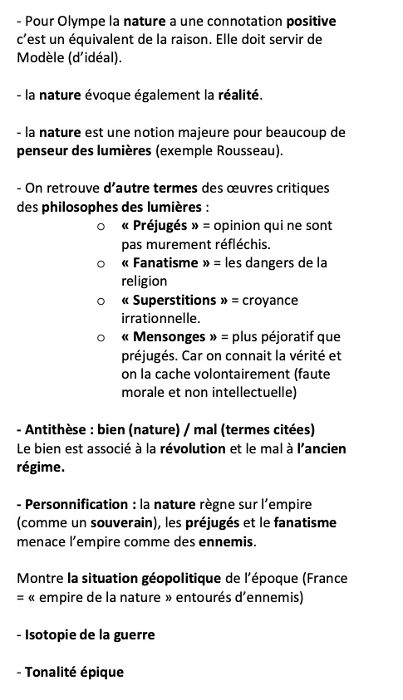 - Pour Olympe la nature a une connotation positive
c'est un équivalent de la raison. Elle doit servir de
Modèle (d'idéal).
- la nature évoque également la réalité.
- la nature est une notion majeure pour beaucoup de
penseur des lumières (exemple Rousseau).
- On retrouve d'autre termes des œuvres critiques
des philosophes des lumières :
o « Préjugés » = opinion qui ne sont
pas murement réfléchis.
o « Fanatisme » = les dangers de la
religion
o « Superstitions » = croyance
irrationnelle.
o « Mensonges » = plus péjoratif que
préjugés. Car on connait la vérité et
on la cache volontairement (faute
morale et non intellectuelle)
- Antithèse : bien (nature) / mal (termes citées)
Le bien est associé à la révolution et le mal à l'ancien
régime.
- Personnification : la nature règne sur l'empire
(comme un souverain), les préjugés et le fanatisme
menace l'empire comme des ennemis.
Montre la situation géopolitique de l'époque (France
= « empire de la nature » entourés d'ennemis)
- Isotopie de la guerre
- Tonalité épique